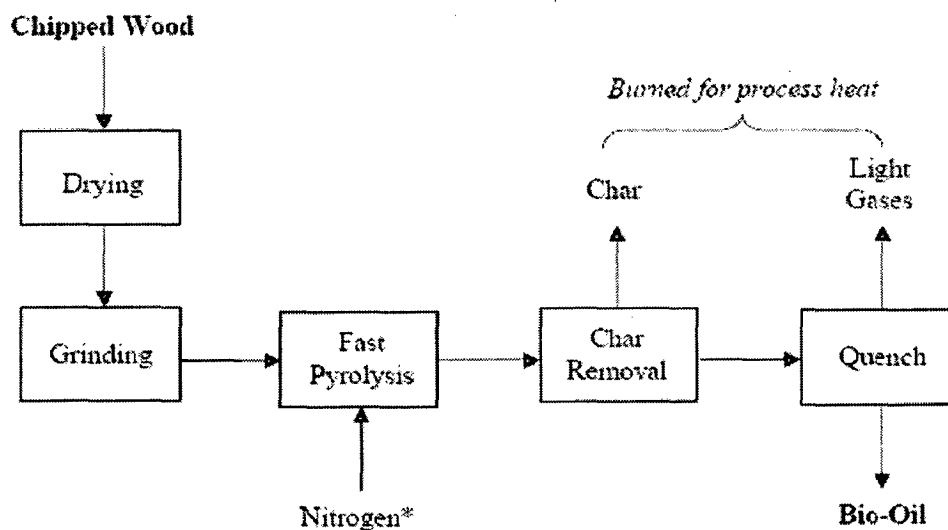 Chipped Wood
Burned for process heat
Drying
Char
Light
Gases
Grinding
Fast
Pyrolysis
Char
Removal
Quench
Nitrogen*
Bio-Oil